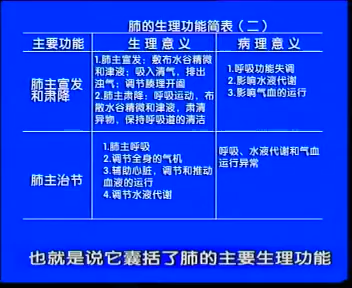 肺的生理功能简表（二）
主要功能 生理意义 病理意义
肺主宣发
和肃降
1.肺主宣发：敷布水谷精微
和津液；吸入清气，排出
浊气；调节腠理开阖
2.肺主肃降：呼吸运动，布
散水谷精微和津液，肃清
异物，保持呼吸道的清洁
1.呼吸功能失调
2.影响水液代谢
3.影响气血的运行
肺主治节
1.肺主呼吸
2.调节全身的气机
3.辅助心脏，调节和推动
血液的运行
4.调节水液代谢
呼吸、水液代谢和气血
运行异常
也就是说它囊括了肺的主要生理功能